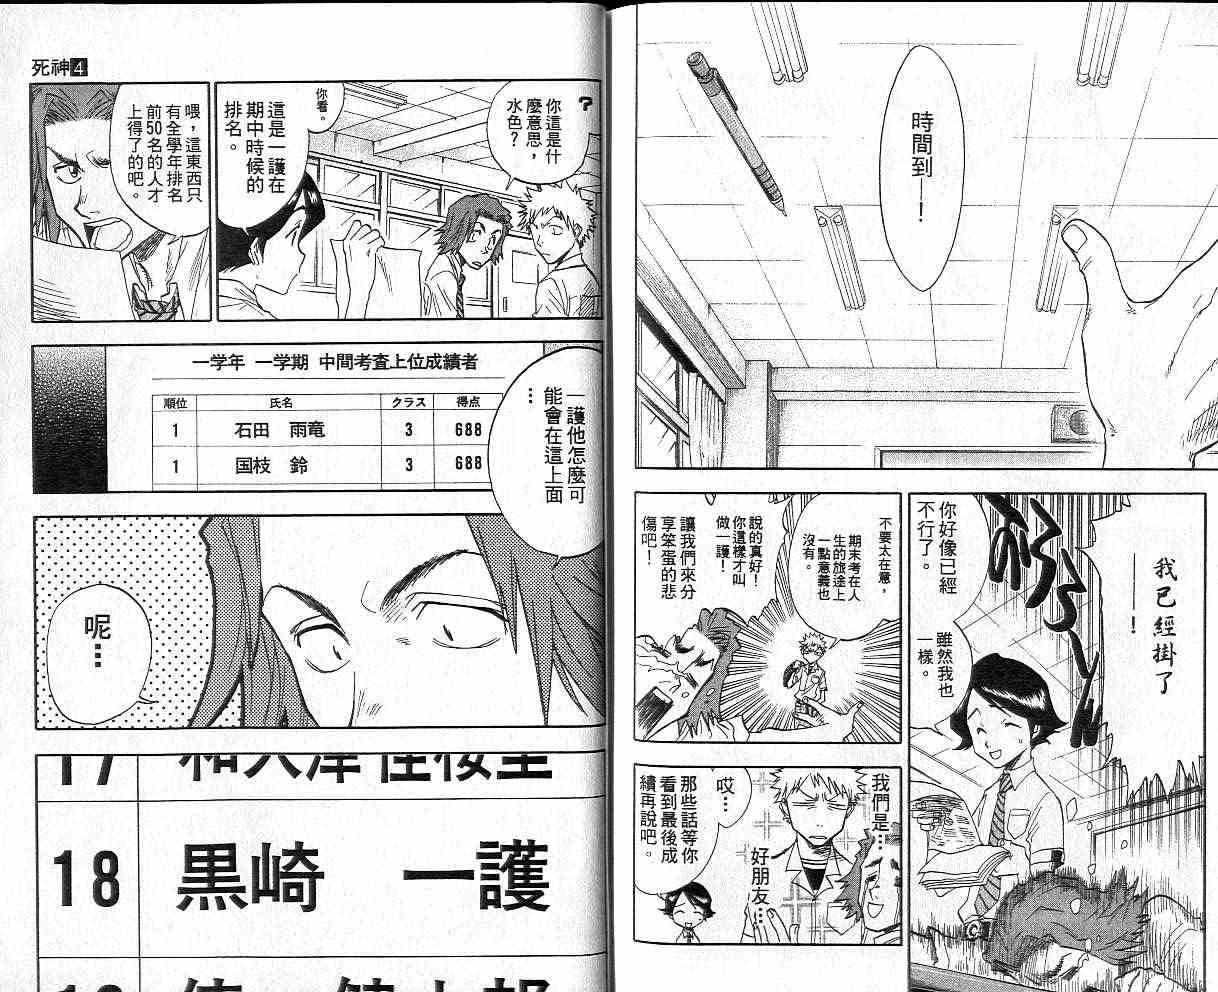 時間到——!
我已經掛了
——!
你好像已經
不行了。
雖然我也
一樣。
不要太在意,
期末考在人
生的旅途上
一點意義也
沒有。
說的真好!
你這樣才叫
做一護!
讓我們來分
享笨蛋的悲
傷吧!
我們是…
好朋友…
哎…
那些話等你
看到最後成
績再說吧。
死神4
?
你這是什
麼意思,
水色?
你看。
這是一護在
期中時候的
排名。
喂,這東西只
有全學年排名
前50名的人才
上得了的吧。
一学年 一学期 中間考査上位成績者
順位 氏名 クラス 得点
1 石田 雨竜 3 688
1 国枝 鈴 3 688
一護他怎麼可
能會在這上面
…
呢…
17
18 黒崎 一護